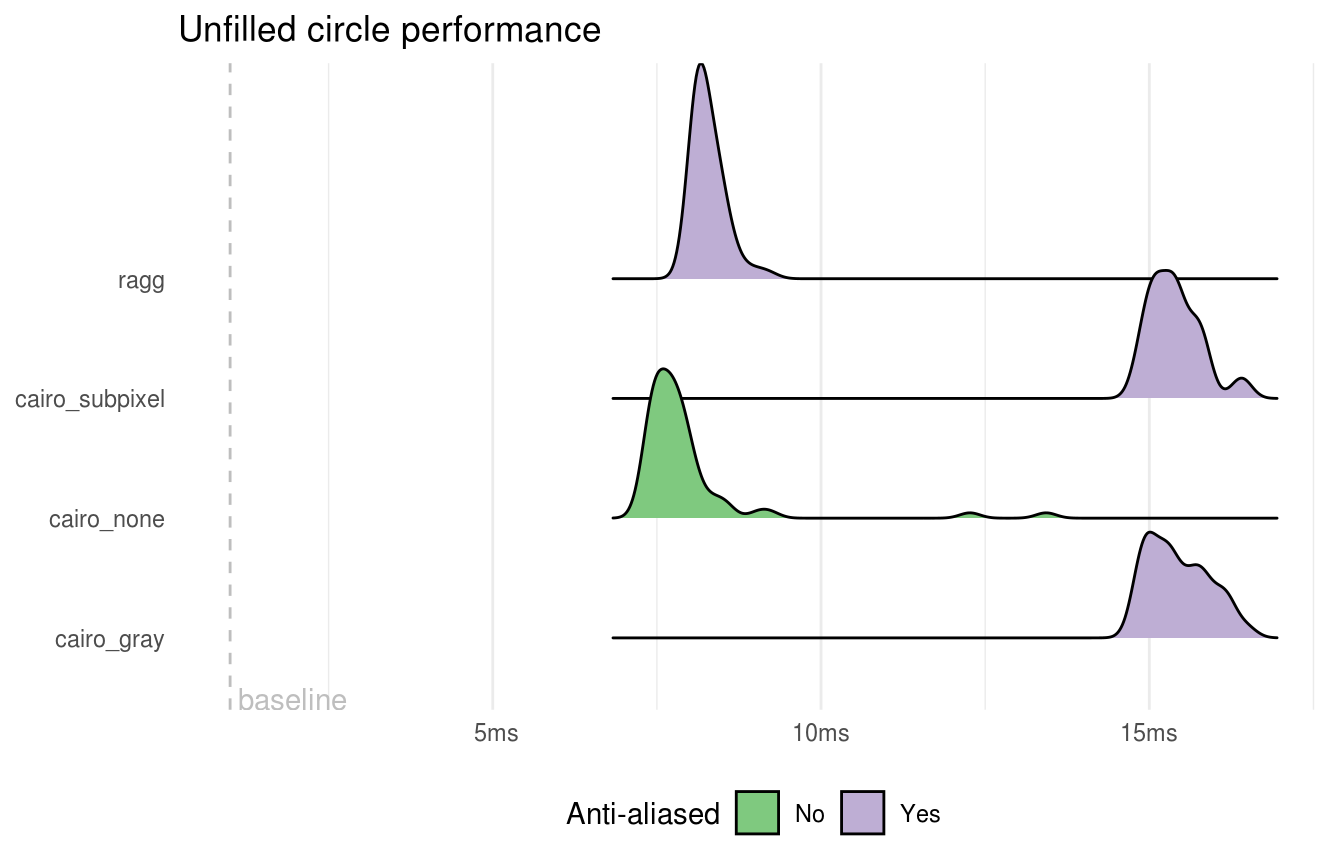 Unfilled circle performance
ragg
cairo_subpixel
cairo_none
cairo_gray
baseline
5ms 10ms 15ms
Anti-aliased No Yes